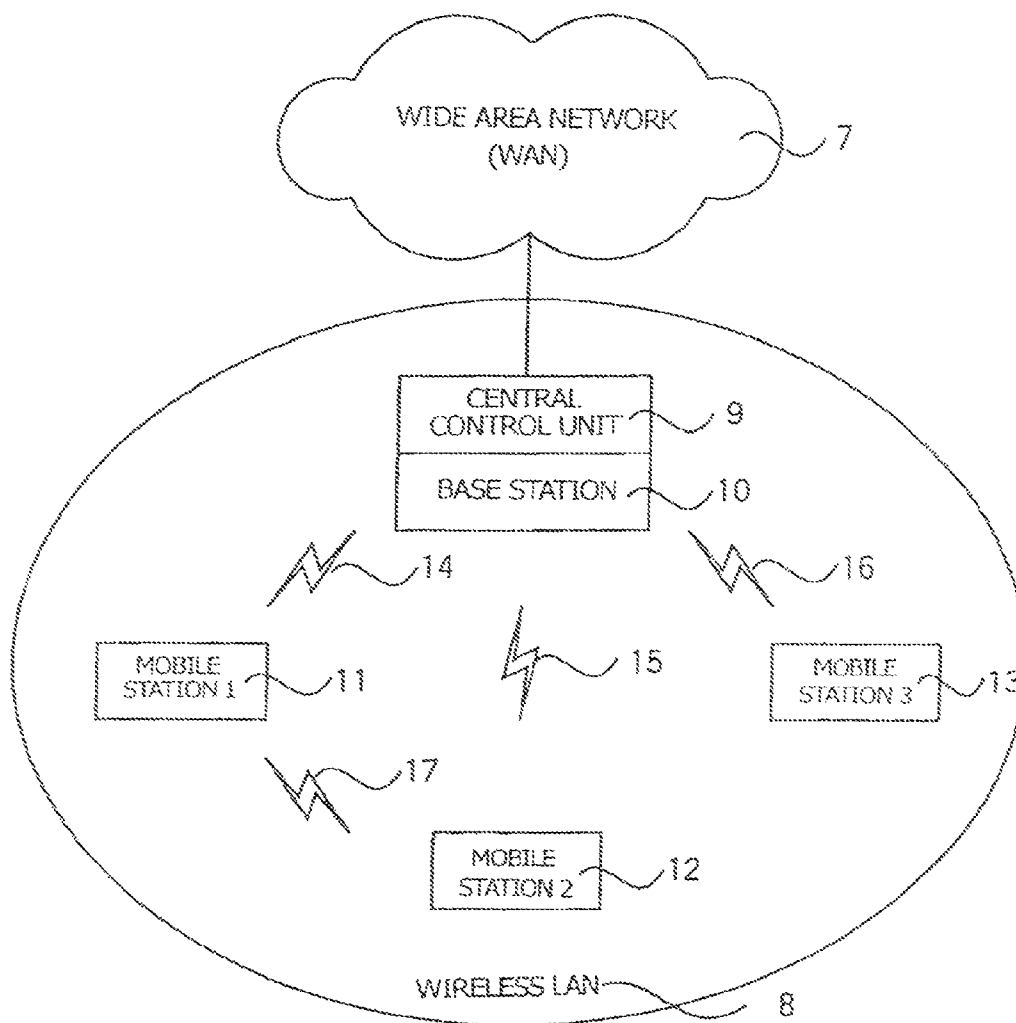 WIDE AREA NETWORK
(WAN)
7
CENTRAL
CONTROL UNIT
9
BASE STATION
10
14
16
MOBILE
STATION 1
11
15
MOBILE
STATION 3
13
17
MOBILE
STATION 2
12
WIRELESS LAN
8